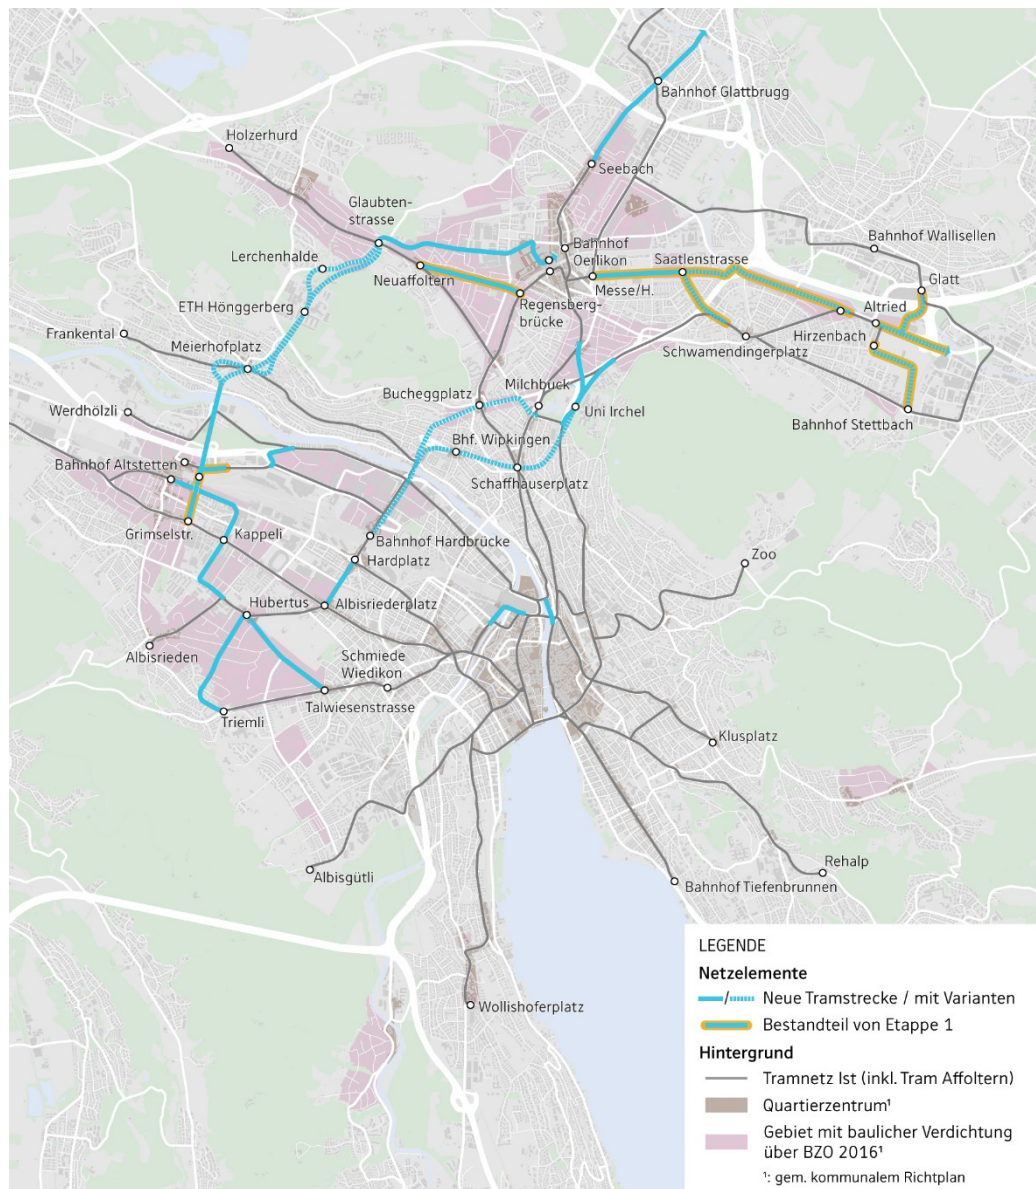 Bahnhof Glattbrugg
Holzerhurd
Seebach
Glaubten-
strasse
Bahnhof
Oerlikon
Bahnhof Wallisellen
Lerchenhalde
Saatlenstrasse
Neuaffoltern
Messe/H.
Glatt
ETH Hönggerberg
Regensberg-
brücke
Altried
Frankental
Hirzenbach
Meierhofplatz
Schwamendingerplatz
Bucheggplatz
Milchbuck
Werdhölzli
Uni Irchel
Bahnhof Stettbach
Bhf. Wipkingen
Bahnhof Altstetten
Schaffhauserplatz
Grimselstr.
Kappeli
Bahnhof Hardbrücke
Hardplatz
Zoo
Hubertus
Albisriederplatz
Albisrieden
Schmiede
Wiedikon
Triemli
Talwiesenstrasse
Klusplatz
Albisgütli
Rehalp
Bahnhof Tiefenbrunnen
Wollishoferplatz
LEGENDE
Netzelemente
Neue Tramstrecke / mit Varianten
Bestandteil von Etappe 1
Hintergrund
Tramnetz Ist (inkl. Tram Affoltern)
Quartierzentrum¹
Gebiet mit baulicher Verdichtung
über BZO 2016¹
¹: gem. kommunalem Richtplan